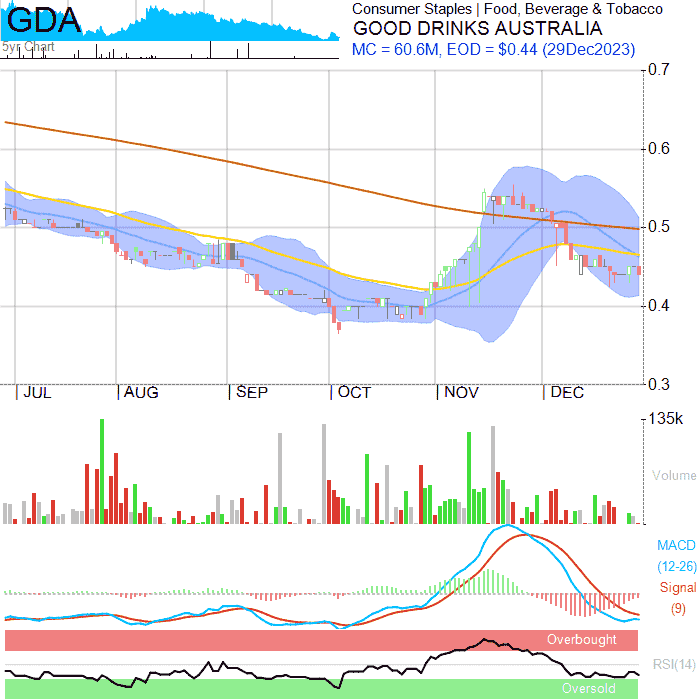 GDA
5yr Chart
Consumer Staples | Food, Beverage & Tobacco
GOOD DRINKS AUSTRALIA
MC = 60.6M, EOD = $0.44 (29Dec2023)
0.7
0.6
0.5
0.4
0.3
JUL AUG SEP OCT NOV DEC
135k
Volume
MACD
(12-26)
Signal
(9)
Overbought
RSI(14)
Oversold